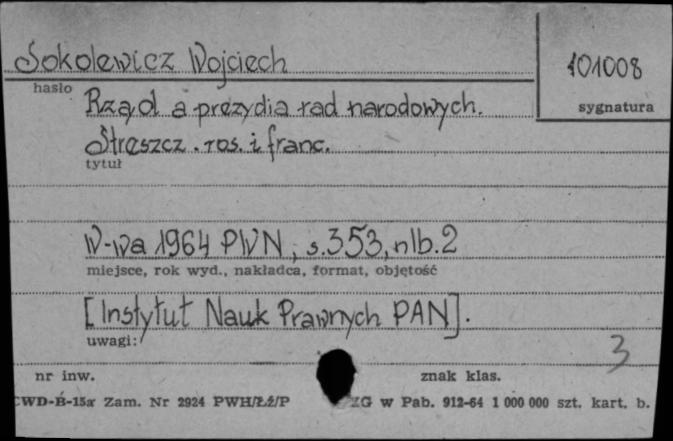 Sokolewicz Wojciech
101008
hasło
sygnatura
Rząd a prezydia rad narodowych.
Streszcz. ros. i franc.
tytuł
W-wa 1964 PWN, s.353, nlb.2
miejsce, rok wyd., nakładca, format, objętość
[Instytut Nauk Prawnych PAN].
uwagi:
3
nr inw.
znak klas.
CWD-B-15a Zam. Nr 2924 PWH/ŁŻ/P ZG w Pab. 912-64 1 000 000 szt. kart. b.